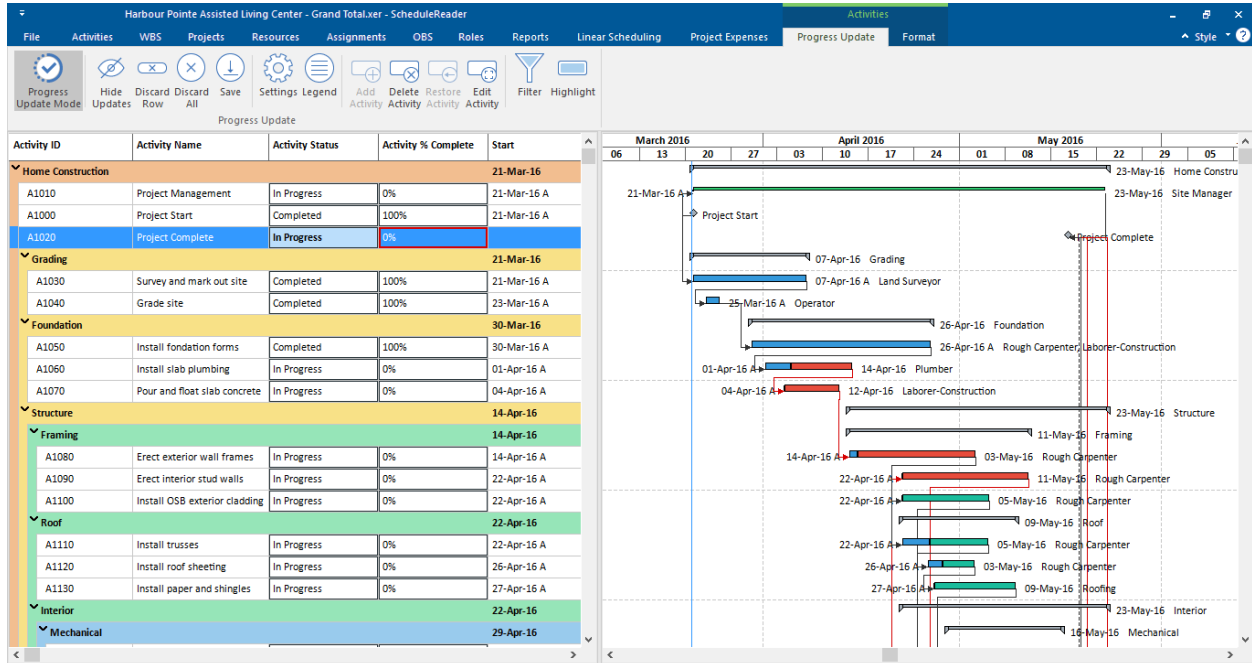 Harbour Pointe Assisted Living Center - Grand Total.xer - ScheduleReader
Activities
File Activities WBS Projects Resources Assignments OBS Roles Reports Linear Scheduling Project Expenses Progress Update Format Style ?
Progress Update Mode
Hide Updates
Discard Row
Discard All
Save
Settings
Legend
Add Activity
Delete Activity
Restore Activity
Edit Activity
Filter
Highlight
Progress Update
Activity ID Activity Name Activity Status Activity % Complete Start
Home Construction 21-Mar-16
A1010 Project Management In Progress 0% 21-Mar-16 A
A1000 Project Start Completed 100% 21-Mar-16 A
A1020 Project Complete In Progress 0%
Grading 21-Mar-16
A1030 Survey and mark out site Completed 100% 21-Mar-16 A
A1040 Grade site Completed 100% 23-Mar-16 A
Foundation 30-Mar-16
A1050 Install fondation forms Completed 100% 30-Mar-16 A
A1060 Install slab plumbing In Progress 0% 01-Apr-16 A
A1070 Pour and float slab concrete In Progress 0% 04-Apr-16 A
Structure 14-Apr-16
Framing 14-Apr-16
A1080 Erect exterior wall frames In Progress 0% 14-Apr-16 A
A1090 Erect interior stud walls In Progress 0% 22-Apr-16 A
A1100 Install OSB exterior cladding In Progress 0% 22-Apr-16 A
Roof 22-Apr-16
A1110 Install trusses In Progress 0% 22-Apr-16 A
A1120 Install roof sheeting In Progress 0% 26-Apr-16 A
A1130 Install paper and shingles In Progress 0% 27-Apr-16 A
Interior 22-Apr-16
Mechanical 29-Apr-16
March 2016 April 2016 May 2016
06 13 20 27 03 10 17 24 01 08 15 22 29 05
23-May-16 Home Constru
21-Mar-16 A 23-May-16 Site Manager
Project Start
Project Complete
07-Apr-16 Grading
07-Apr-16 A Land Surveyor
25-Mar-16 A Operator
26-Apr-16 Foundation
26-Apr-16 A Rough Carpenter, Laborer-Construction
01-Apr-16 A 14-Apr-16 Plumber
04-Apr-16 A 12-Apr-16 Laborer-Construction
23-May-16 Structure
11-May-16 Framing
14-Apr-16 A 03-May-16 Rough Carpenter
22-Apr-16 A 11-May-16 Rough Carpenter
22-Apr-16 A 05-May-16 Rough Carpenter
09-May-16 Roof
22-Apr-16 A 05-May-16 Rough Carpenter
26-Apr-16 A 03-May-16 Rough Carpenter
27-Apr-16 A 09-May-16 Roofing
23-May-16 Interior
16-May-16 Mechanical